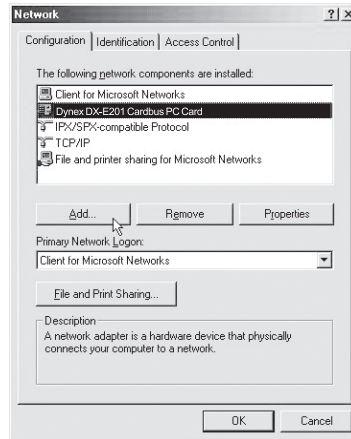 Network
Configuration Identification Access Control
The following network components are installed:
Client for Microsoft Networks
Dynex DX-E201 Cardbus PC Card
IPX/SPX-compatible Protocol
TCP/IP
File and printer sharing for Microsoft Networks
Add... Remove Properties
Primary Network Logon:
Client for Microsoft Networks
File and Print Sharing...
Description
A network adapter is a hardware device that physically
connects your computer to a network.
OK Cancel